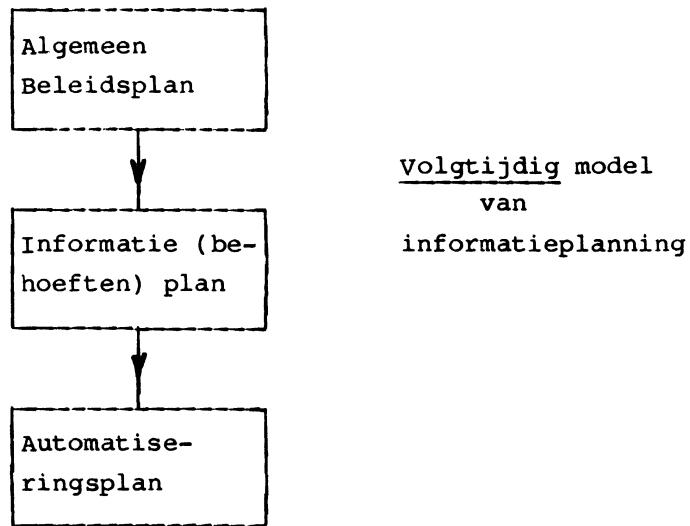 Algemeen
Beleidsplan
Volgtijdig model
van
informatieplanning
Informatie (be-
hoeften) plan
Automatise-
ringsplan